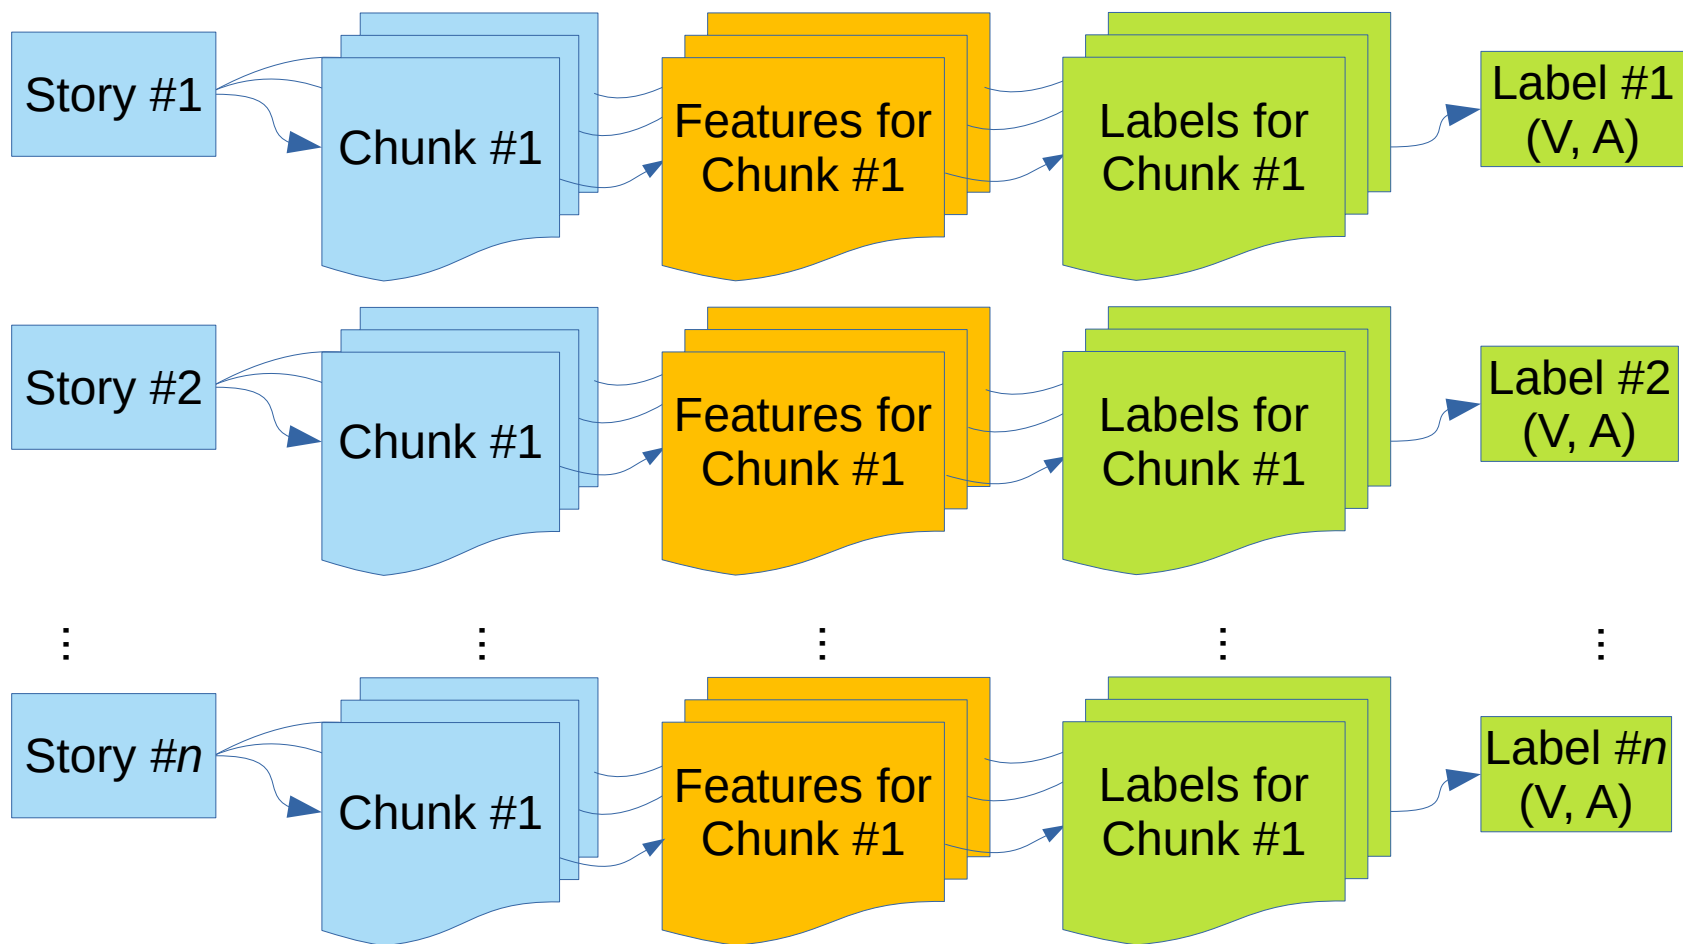 Story #1
Chunk #1
Features for
Chunk #1
Labels for
Chunk #1
Label #1
(V, A)
Story #2
Chunk #1
Features for
Chunk #1
Labels for
Chunk #1
Label #2
(V, A)
⋮ ⋮ ⋮ ⋮ ⋮
Story #n
Chunk #1
Features for
Chunk #1
Labels for
Chunk #1
Label #n
(V, A)